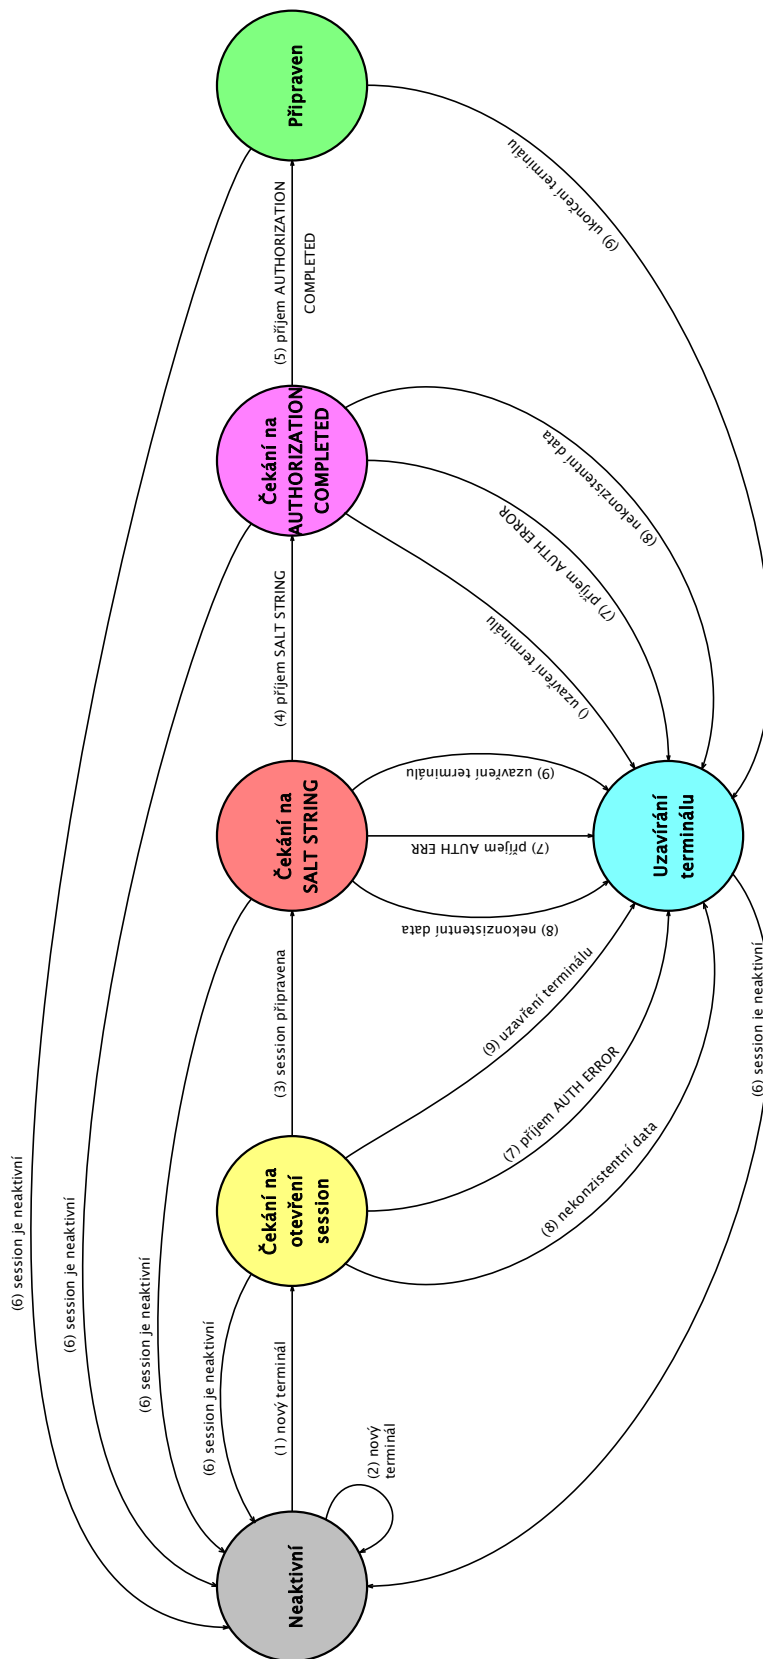 Připraven
(9) ukončení terminálu
(5) příjem AUTHORIZATION
COMPLETED
(6) session je neaktivní
Čekání na
AUTHORIZATION
COMPLETED
(8) nekonzistentní data
(7) příjem AUTH ERROR
() uzavření terminálu
(4) příjem SALT STRING
(6) session je neaktivní
Čekání na
SALT STRING
(9) uzavření terminálu
(7) příjem AUTH ERR
(8) nekonzistentní data
Uzavírání
terminálu
(6) session je neaktivní
(3) session připravena
(6) session je neaktivní
Čekání na
otevření
session
(9) uzavření terminálu
(7) příjem AUTH ERROR
(8) nekonzistentní data
(6) session je neaktivní
(1) nový terminál
(2) nový
terminál
Neaktivní